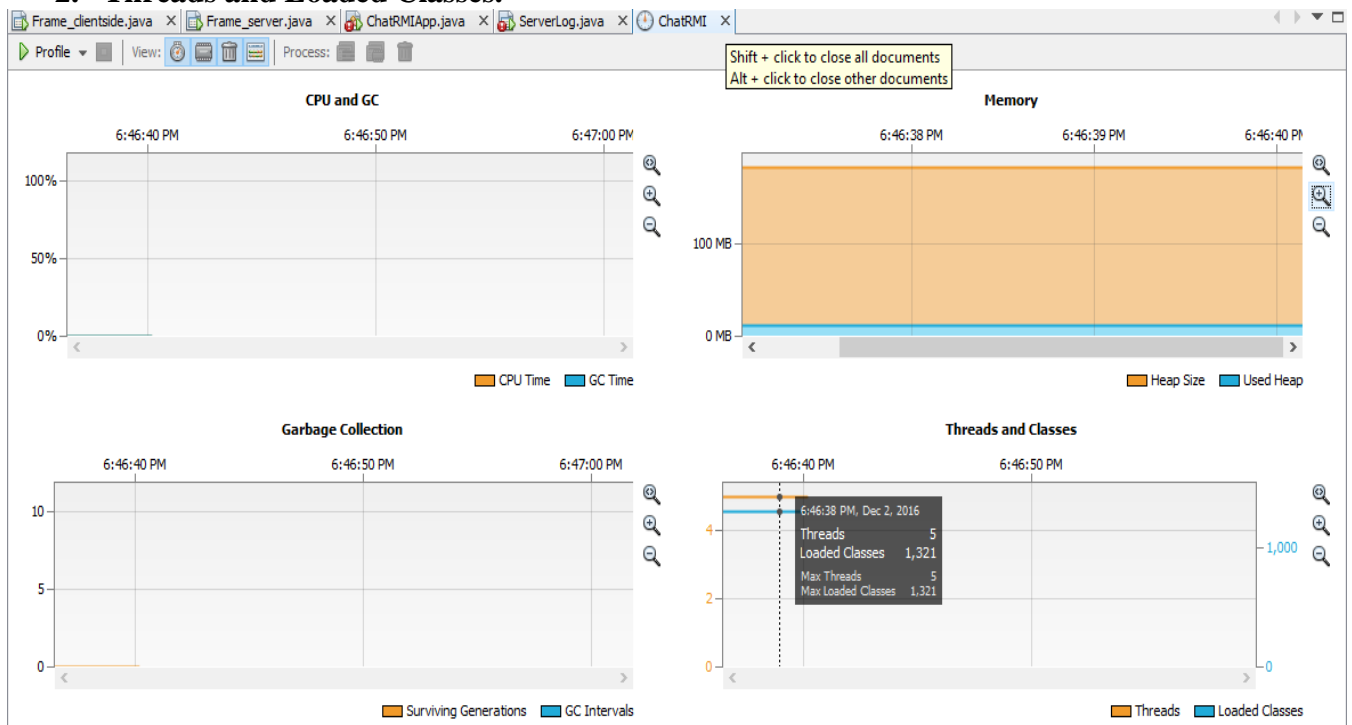 2. Threads and Loaded Classes.
Frame_clientside.java Frame_server.java ChatRMIApp.java ServerLog.java ChatRMI
Profile View: Process:
Shift + click to close all documents
Alt + click to close other documents
CPU and GC
6:46:40 PM 6:46:50 PM 6:47:00 PM
100%
50%
0%
CPU Time GC Time
Memory
6:46:38 PM 6:46:39 PM 6:46:40 PM
100 MB
0 MB
Heap Size Used Heap
Garbage Collection
6:46:40 PM 6:46:50 PM 6:47:00 PM
10
5
0
Surviving Generations GC Intervals
Threads and Classes
6:46:40 PM 6:46:50 PM
4
2
0
6:46:38 PM, Dec 2, 2016
Threads 5
Loaded Classes 1,321
Max Threads 5
Max Loaded Classes 1,321
1,000
0
Threads Loaded Classes